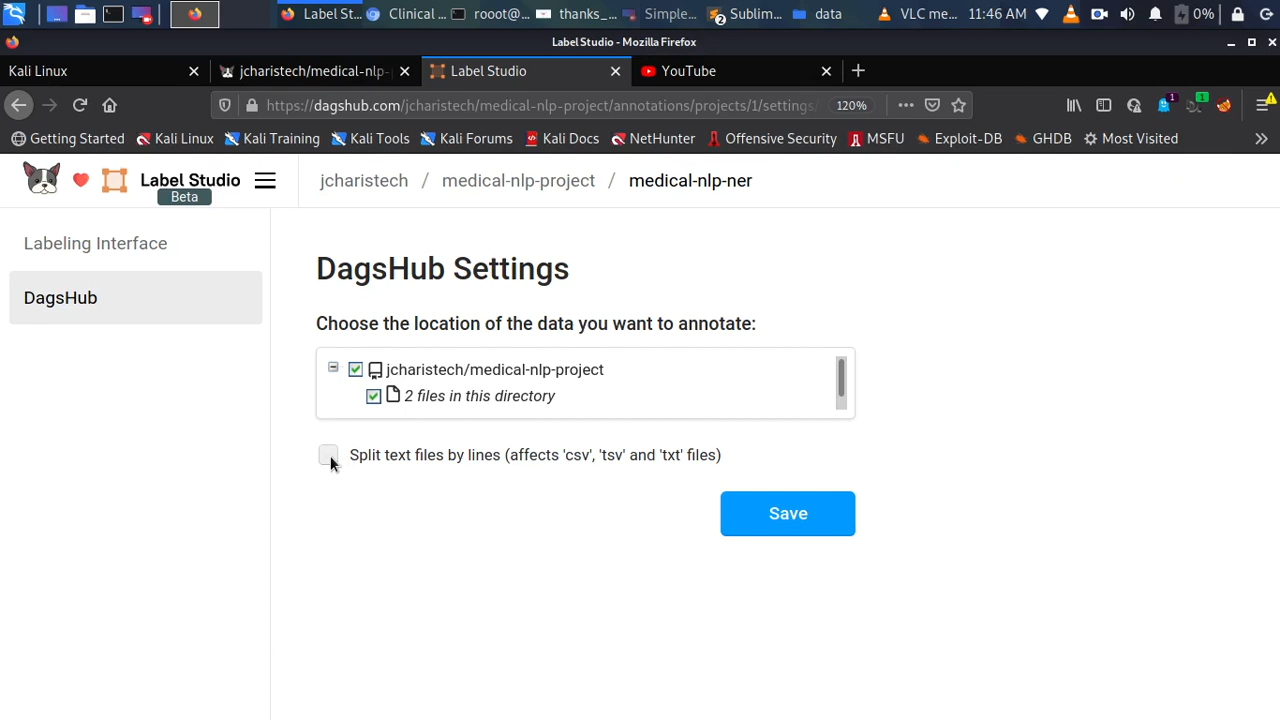 Label St... Clinical ... rooot@... thanks_... Simple... 2 Sublim... data VLC me... 11:46 AM 0%
Label Studio - Mozilla Firefox
Kali Linux jcharistech/medical-nlp- Label Studio YouTube
https://dagshub.com/jcharistech/medical-nlp-project/annotations/projects/1/settings/ 120% 1 1
Getting Started Kali Linux Kali Training Kali Tools Kali Forums Kali Docs NetHunter Offensive Security MSFU Exploit-DB GHDB Most Visited
Label Studio jcharistech / medical-nlp-project / medical-nlp-ner
Beta
Labeling Interface
DagsHub
DagsHub Settings
Choose the location of the data you want to annotate:
jcharistech/medical-nlp-project
2 files in this directory
Split text files by lines (affects 'csv', 'tsv' and 'txt' files)
Save